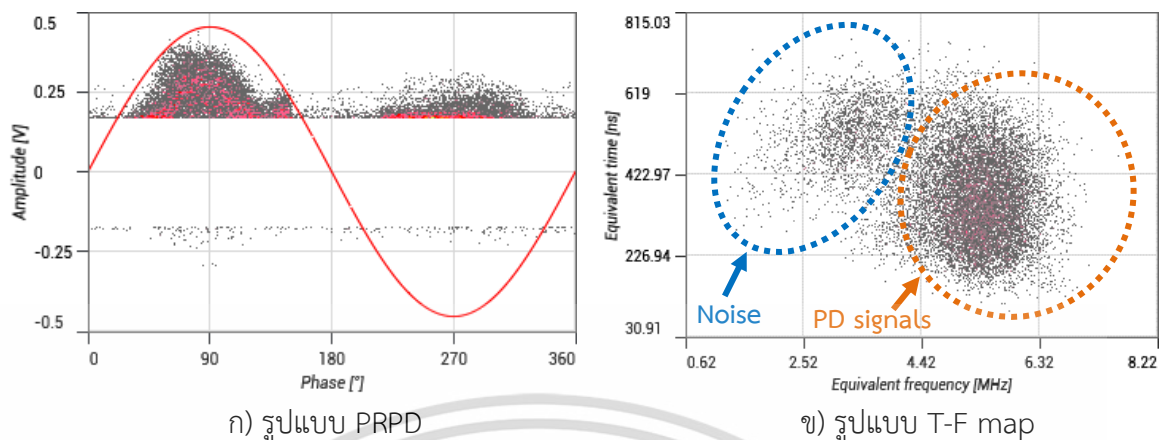 0.5
0.25
0
-0.25
-0.5
Amplitude [V]
0 90 180 270 360
Phase [°]
ก) รูปแบบ PRPD
815.03
619
422.97
226.94
30.91
Equivalent time [ns]
Noise
PD signals
0.62 2.52 4.42 6.32 8.22
Equivalent frequency [MHz]
ข) รูปแบบ T-F map